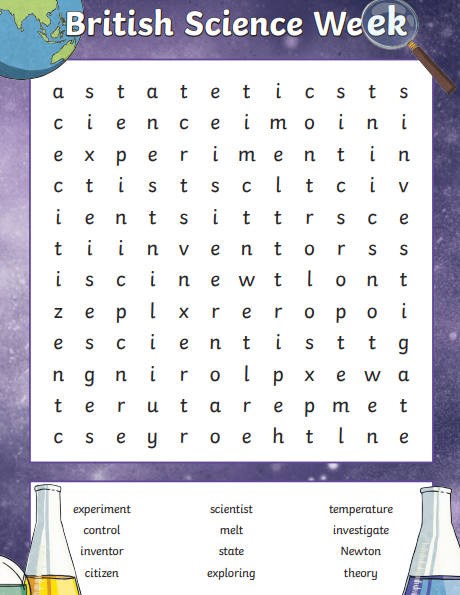 British Science Week
a s t a t e t i c s t s
c i e n c e i m o i n i
e x p e r i m e n t i n
c t i s t s c l t c i v
i e n t s i t t r s c e
t i i n v e n t o r s s
i s c i n e w t l o n t
z e p l x r e r o p o i
e s c i e n t i s t t g
n g n i r o l p x e w a
t e r u t a r e p m e t
c s e y r o e h t l n e
experiment scientist temperature
control melt investigate
inventor state Newton
citizen exploring theory